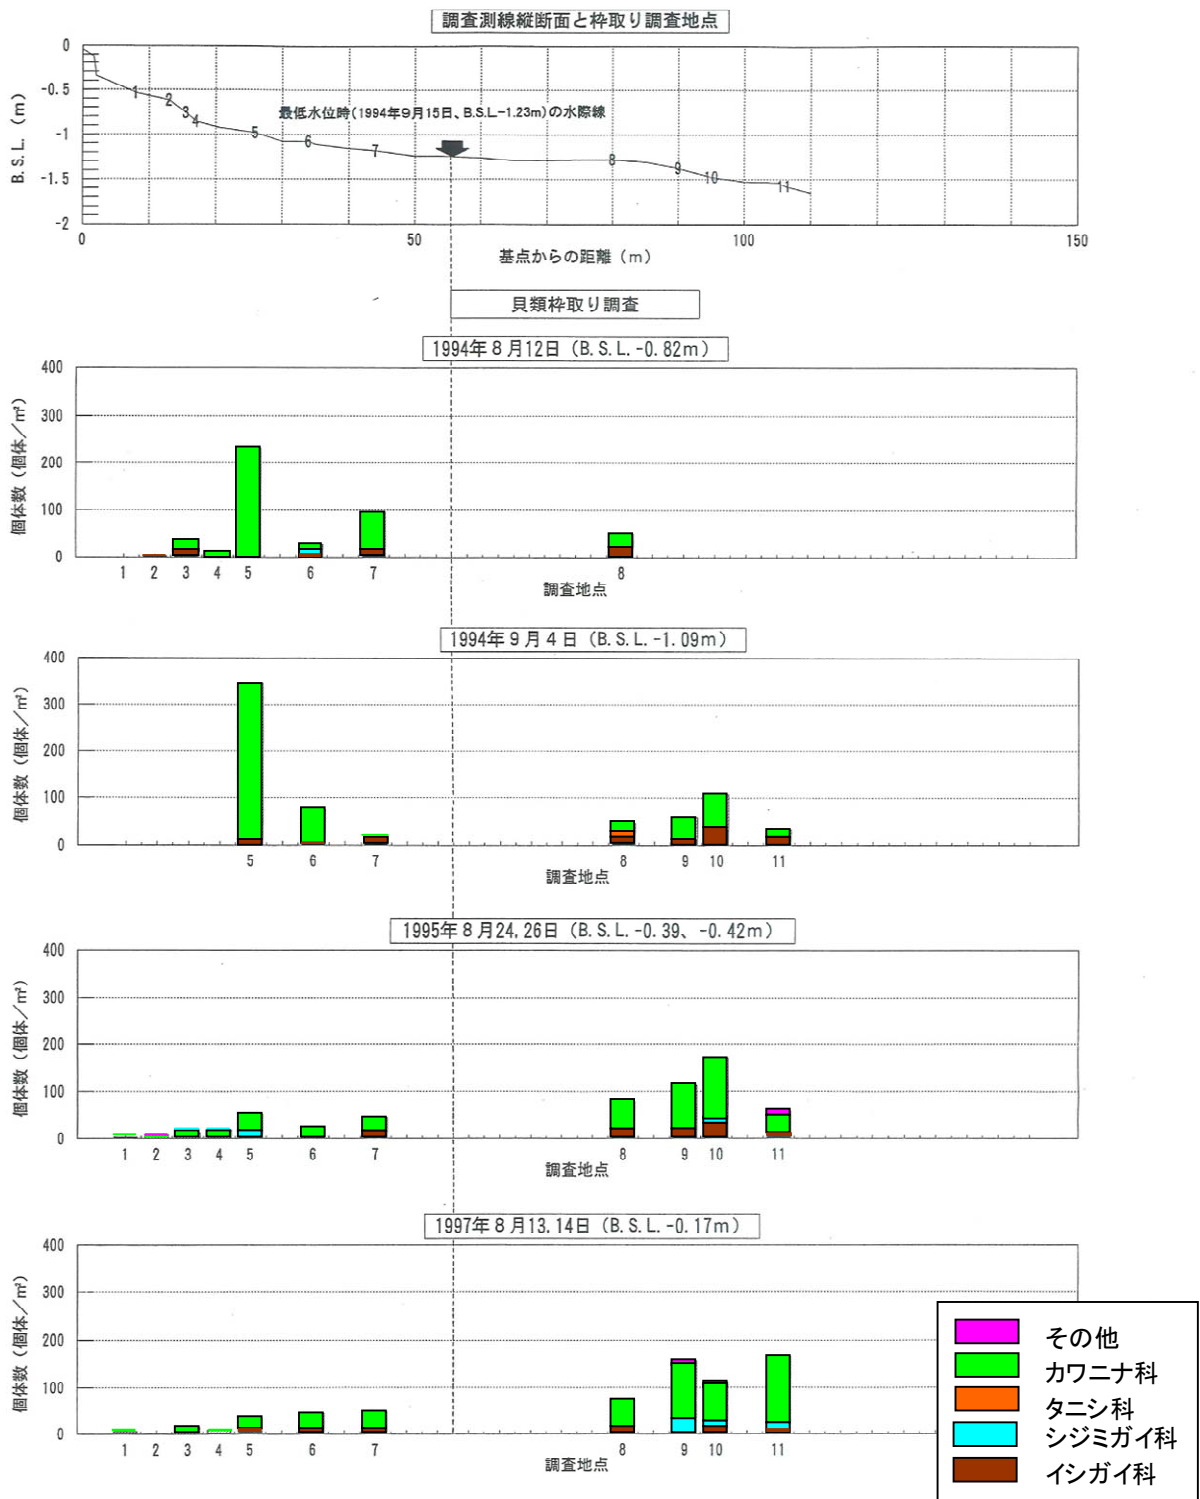 調査測線縦断面と枠取り調査地点
0
-0.5
-1
-1.5
-2
B.S.L. (m)
1
2
3
4
5
6
7
8
9
10
11
最低水位時(1994年9月15日、B.S.L.-1.23m)の水際線
0
50
100
150
基点からの距離(m)
貝類枠取り調査
1994年8月12日(B.S.L.-0.82m)
400
300
200
100
0
個体数(個体/㎡)
1 2 3 4 5 6 7 8
調査地点
1994年9月4日(B.S.L.-1.09m)
400
300
200
100
0
個体数(個体/㎡)
5 6 7 8 9 10 11
調査地点
1995年8月24,26日(B.S.L.-0.39、-0.42m)
400
300
200
100
0
個体数(個体/㎡)
1 2 3 4 5 6 7 8 9 10 11
調査地点
1997年8月13.14日(B.S.L.-0.17m)
400
300
200
100
0
個体数(個体/㎡)
1 2 3 4 5 6 7 8 9 10 11
調査地点
その他
カワニナ科
タニシ科
シジミガイ科
イシガイ科